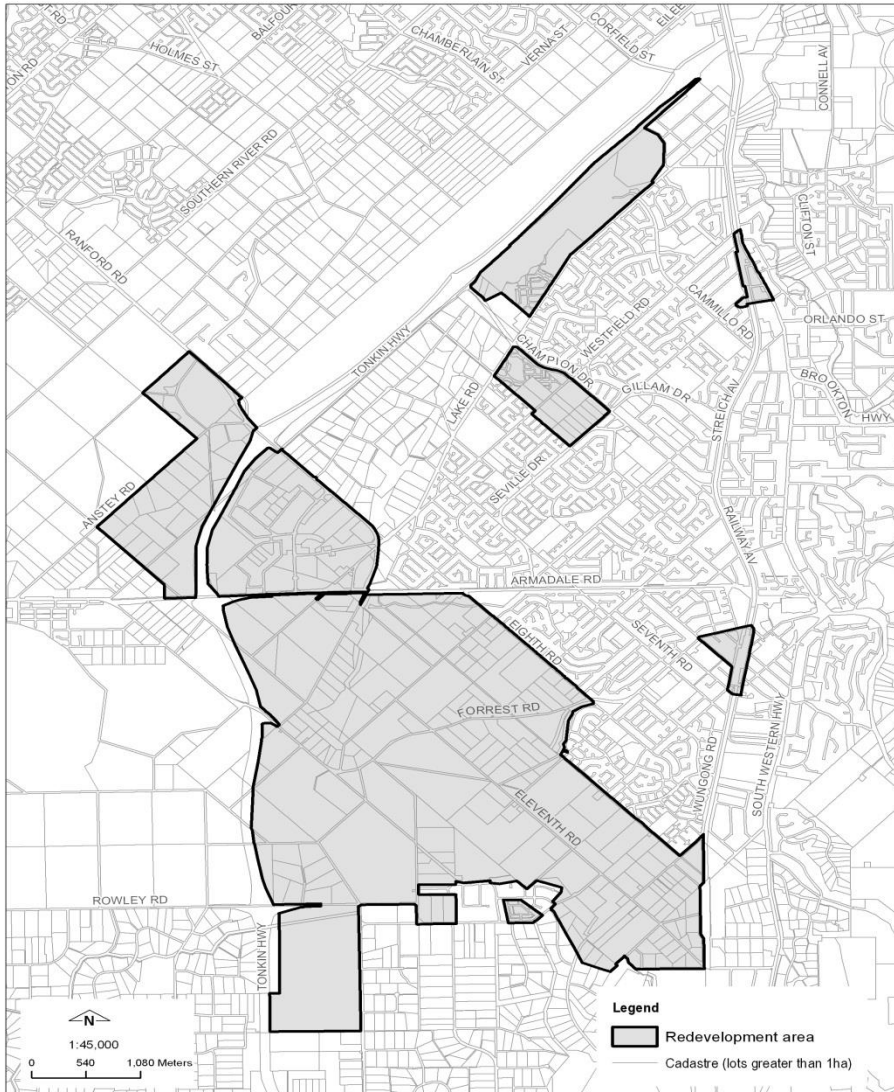 HOLMES ST
BALFOUR
CHAMBERLAIN ST
VERNA ST
CORFIELD ST
CONNELL AV
SOUTHERN RIVER RD
RANFORD RD
CLIFTON ST
TONKIN HWY
WESTFIELD RD
CAMMILLO RD
ORLANDO ST
CHAMPION DR
LAKE RD
GILLAM DR
STREICH AV
BROOKTON
HWY
SEVILLE DR
ANSTEY RD
RAILWAY AV
ARMADALE RD
EIGHTH RD
SEVENTH RD
FORREST RD
WUNGONG RD
SOUTH WESTERN HWY
ELEVENTH RD
ROWLEY RD
TONKIN HWY
N
1:45,000
0 540 1,080 Meters
Legend
Redevelopment area
Cadastre (lots greater than 1ha)